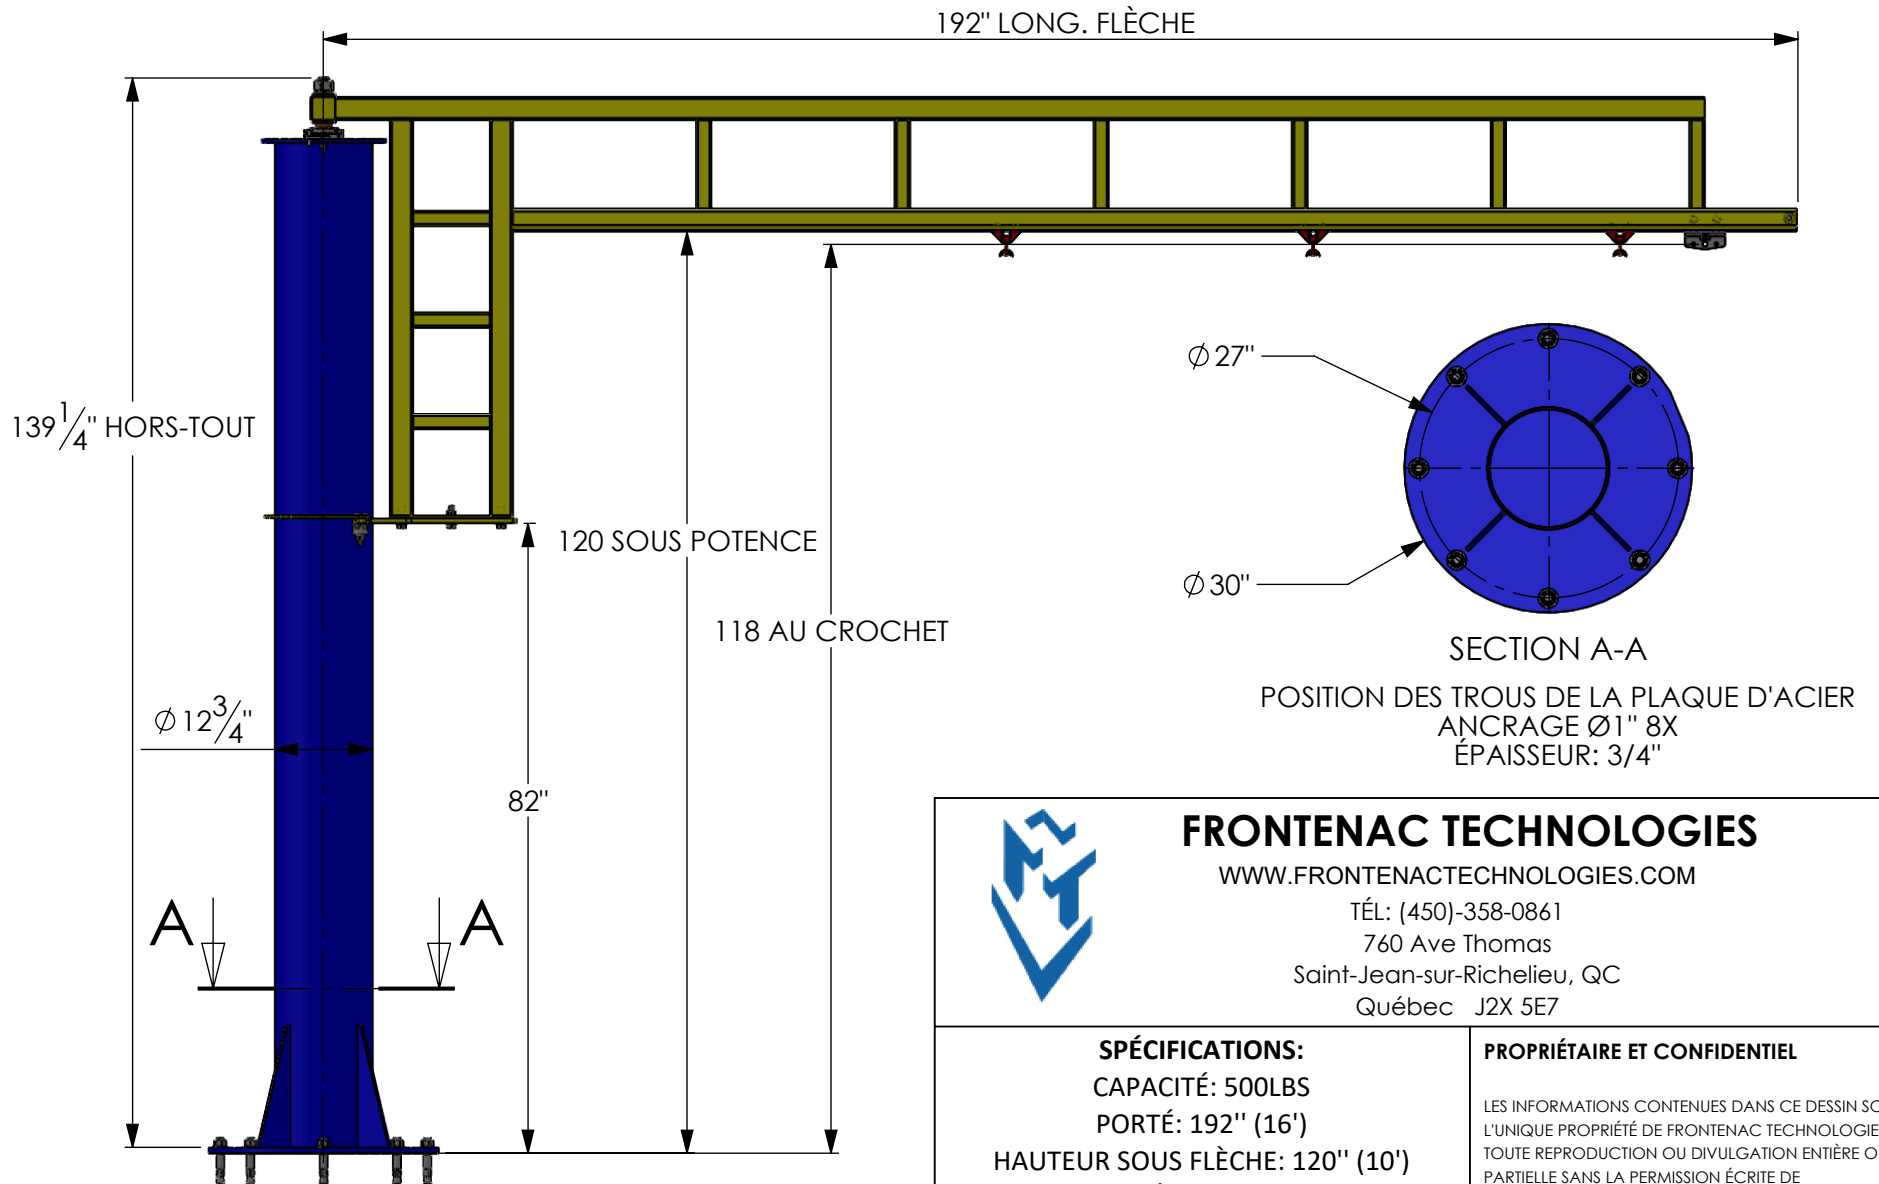 192" LONG. FLÈCHE
139 1/4" HORS-TOUT
120 SOUS POTENCE
118 AU CROCHET
Ø 12 3/4"
82"
A A
Ø 27"
Ø 30"
SECTION A-A
POSITION DES TROUS DE LA PLAQUE D'ACIER
ANCRAGE Ø1" 8X
ÉPAISSEUR: 3/4"
FRONTENAC TECHNOLOGIES
WWW.FRONTENACTECHNOLOGIES.COM
TÉL: (450)-358-0861
760 Ave Thomas
Saint-Jean-sur-Richelieu, QC
Québec J2X 5E7
SPÉCIFICATIONS:
CAPACITÉ: 500LBS
PORTÉ: 192'' (16')
HAUTEUR SOUS FLÈCHE: 120'' (10')
PROPRIÉTAIRE ET CONFIDENTIEL
LES INFORMATIONS CONTENUES DANS CE DESSIN SO
L'UNIQUE PROPRIÉTÉ DE FRONTENAC TECHNOLOGIE
TOUTE REPRODUCTION OU DIVULGATION ENTIÈRE O
PARTIELLE SANS LA PERMISSION ÉCRITE DE